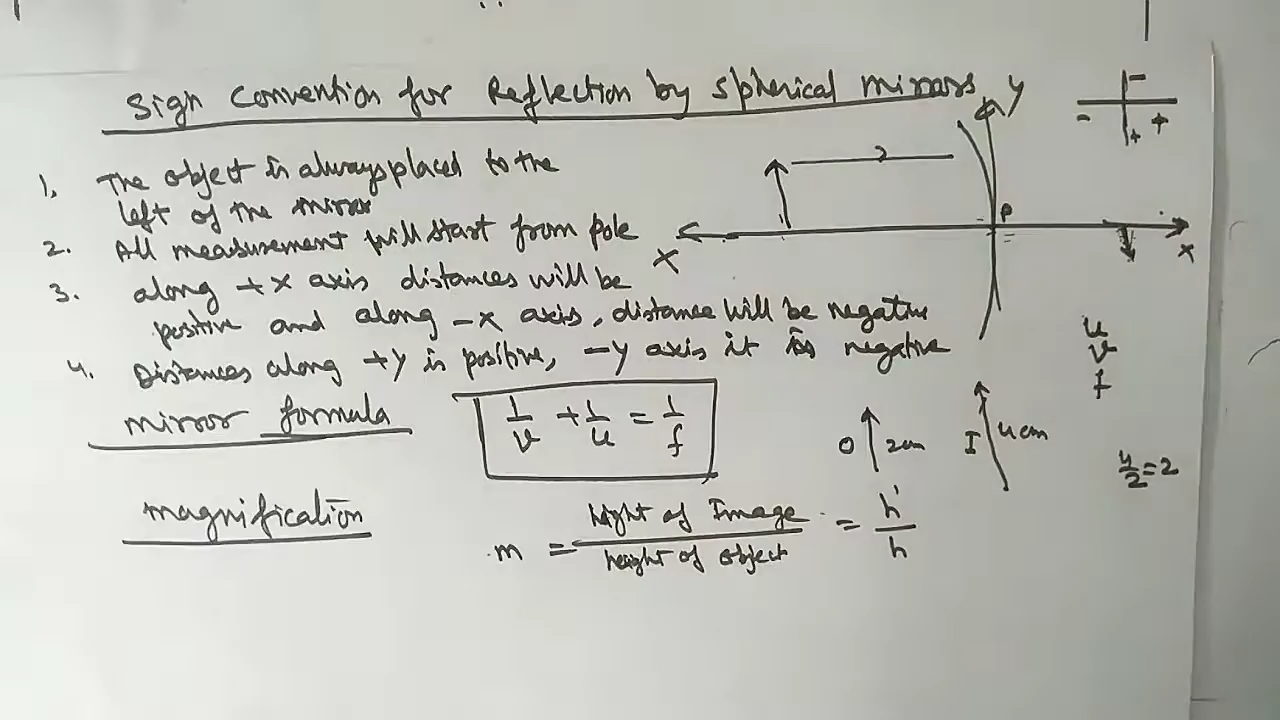 Sign Convention for Reflection by Spherical mirrors
y
- 
- +
+
1. The object is always placed to the
left of the mirror
P
2. All measurement will start from pole
X
X
3. along +x axis distances will be
positive and along -x axis, distance will be negative
u
v
f
4. Distances along +y is positive, -y axis it is negative
mirror formula
1/v + 1/u = 1/f
O 2cm
I 4cm
4/2 = 2
magnification
m = hight of Image / height of object = h'/h